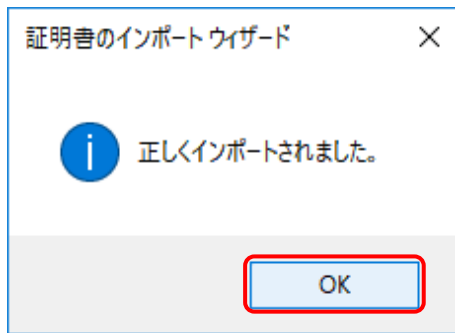 証明書のインポート ウィザード
正しくインポートされました。
OK